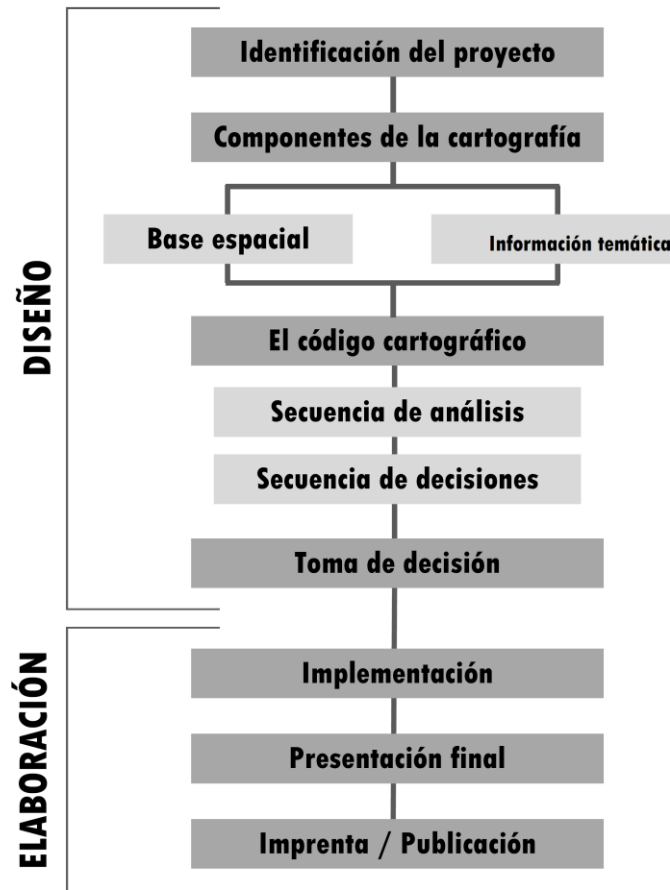 DISEÑO
Identificación del proyecto
Componentes de la cartografía
Base espacial
Información temática
El código cartográfico
Secuencia de análisis
Secuencia de decisiones
Toma de decisión
ELABORACIÓN
Implementación
Presentación final
Imprenta / Publicación